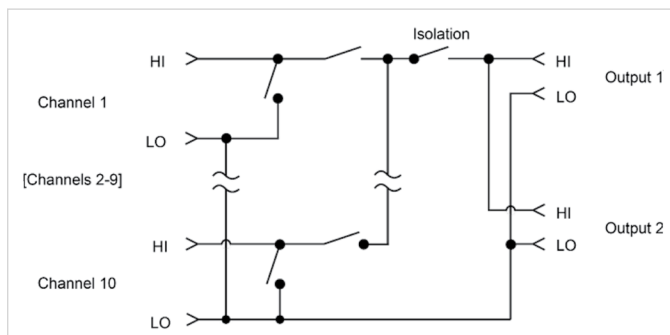 Isolation
HI
HI
Output 1
Channel 1
LO
LO
[Channels 2-9]
HI
HI
Output 2
LO
Channel 10
LO